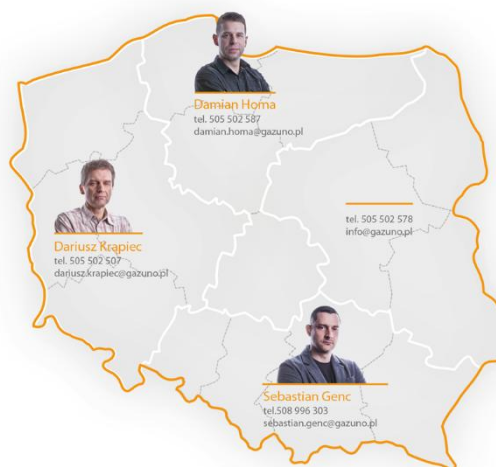 Damian Homa
tel. 505 502 587
damian.homa@gazuno.pl
Dariusz Krąpiec
tel. 505 502 507
dariusz.krapiec@gazuno.pl
tel. 505 502 578
info@gazuno.pl
Sebastian Genc
tel.508 996 303
sebastian.genc@gazuno.pl